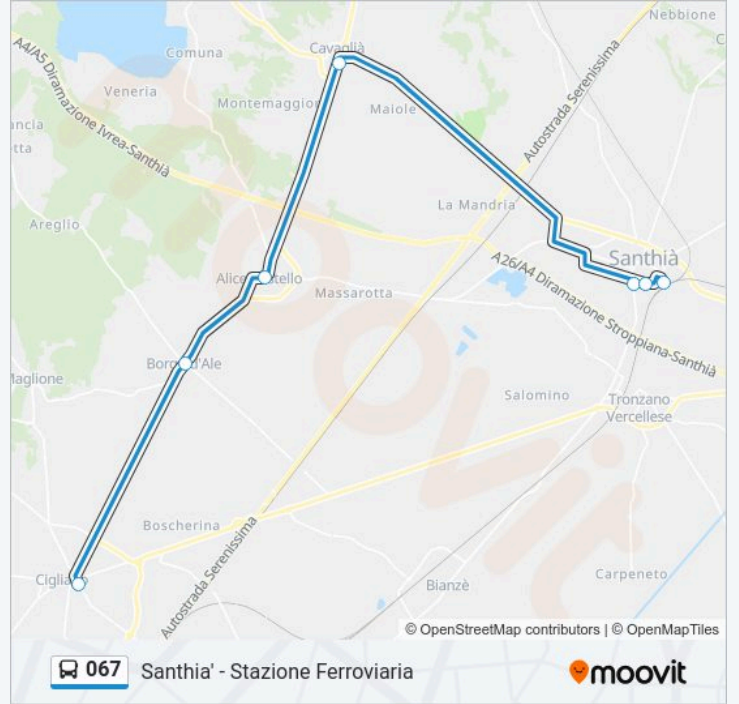 Nebbione
Comuna
Cavaglià
Veneria
Montemaggior
Maiole
A4/A5 Diramazione Ivrea-Santhià
Autostrada Serenissima
Areglio
La Mandria
Santhià
A26/A4 Diramazione Stroppiana-Santhià
Massarotta
Salomino
Tronzano
Vercellese
Boscherina
Autostrada Serenissima
Bianzè
Carpeneto
© OpenStreetMap contributors | © OpenMapTiles
067 Santhia' - Stazione Ferroviaria
moovit